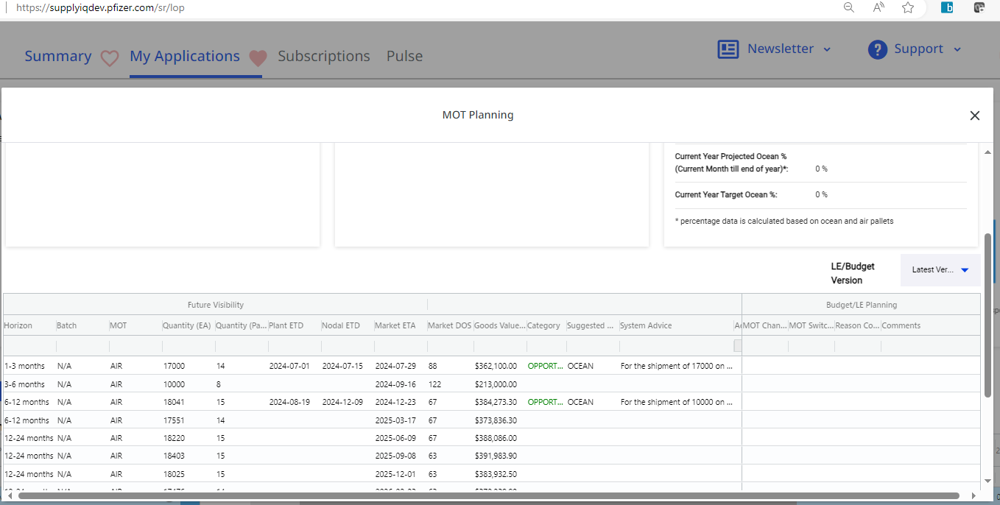 https://supplyiqdev.pfizer.com/sr/lop
Summary My Applications Subscriptions Pulse Newsletter Support
MOT Planning
Current Year Projected Ocean %
(Current Month till end of year)*: 0 %
Current Year Target Ocean %: 0 %
* percentage data is calculated based on ocean and air pallets
LE/Budget
Version
Latest Ver...
Future Visibility Budget/LE Planning
Horizon Batch MOT Quantity (EA) Quantity (Pa... Plant ETD Nodal ETD Market ETA Market DOS Goods Value... Category Suggested ... System Advice MOT Chan... MOT Switc... Reason Co... Comments
1-3 months N/A AIR 17000 14 2024-07-01 2024-07-15 2024-07-29 88 $362,100.00 OPPORT... OCEAN For the shipment of 17000 on ...
3-6 months N/A AIR 10000 8 2024-09-16 122 $213,000.00
6-12 months N/A AIR 18041 15 2024-08-19 2024-12-09 2024-12-23 67 $384,273.30 OPPORT... OCEAN For the shipment of 10000 on ...
6-12 months N/A AIR 17551 14 2025-03-17 67 $373,836.30
12-24 months N/A AIR 18220 15 2025-06-09 67 $388,086.00
12-24 months N/A AIR 18403 15 2025-09-08 63 $391,983.90
12-24 months N/A AIR 18025 15 2025-12-01 63 $383,932.50